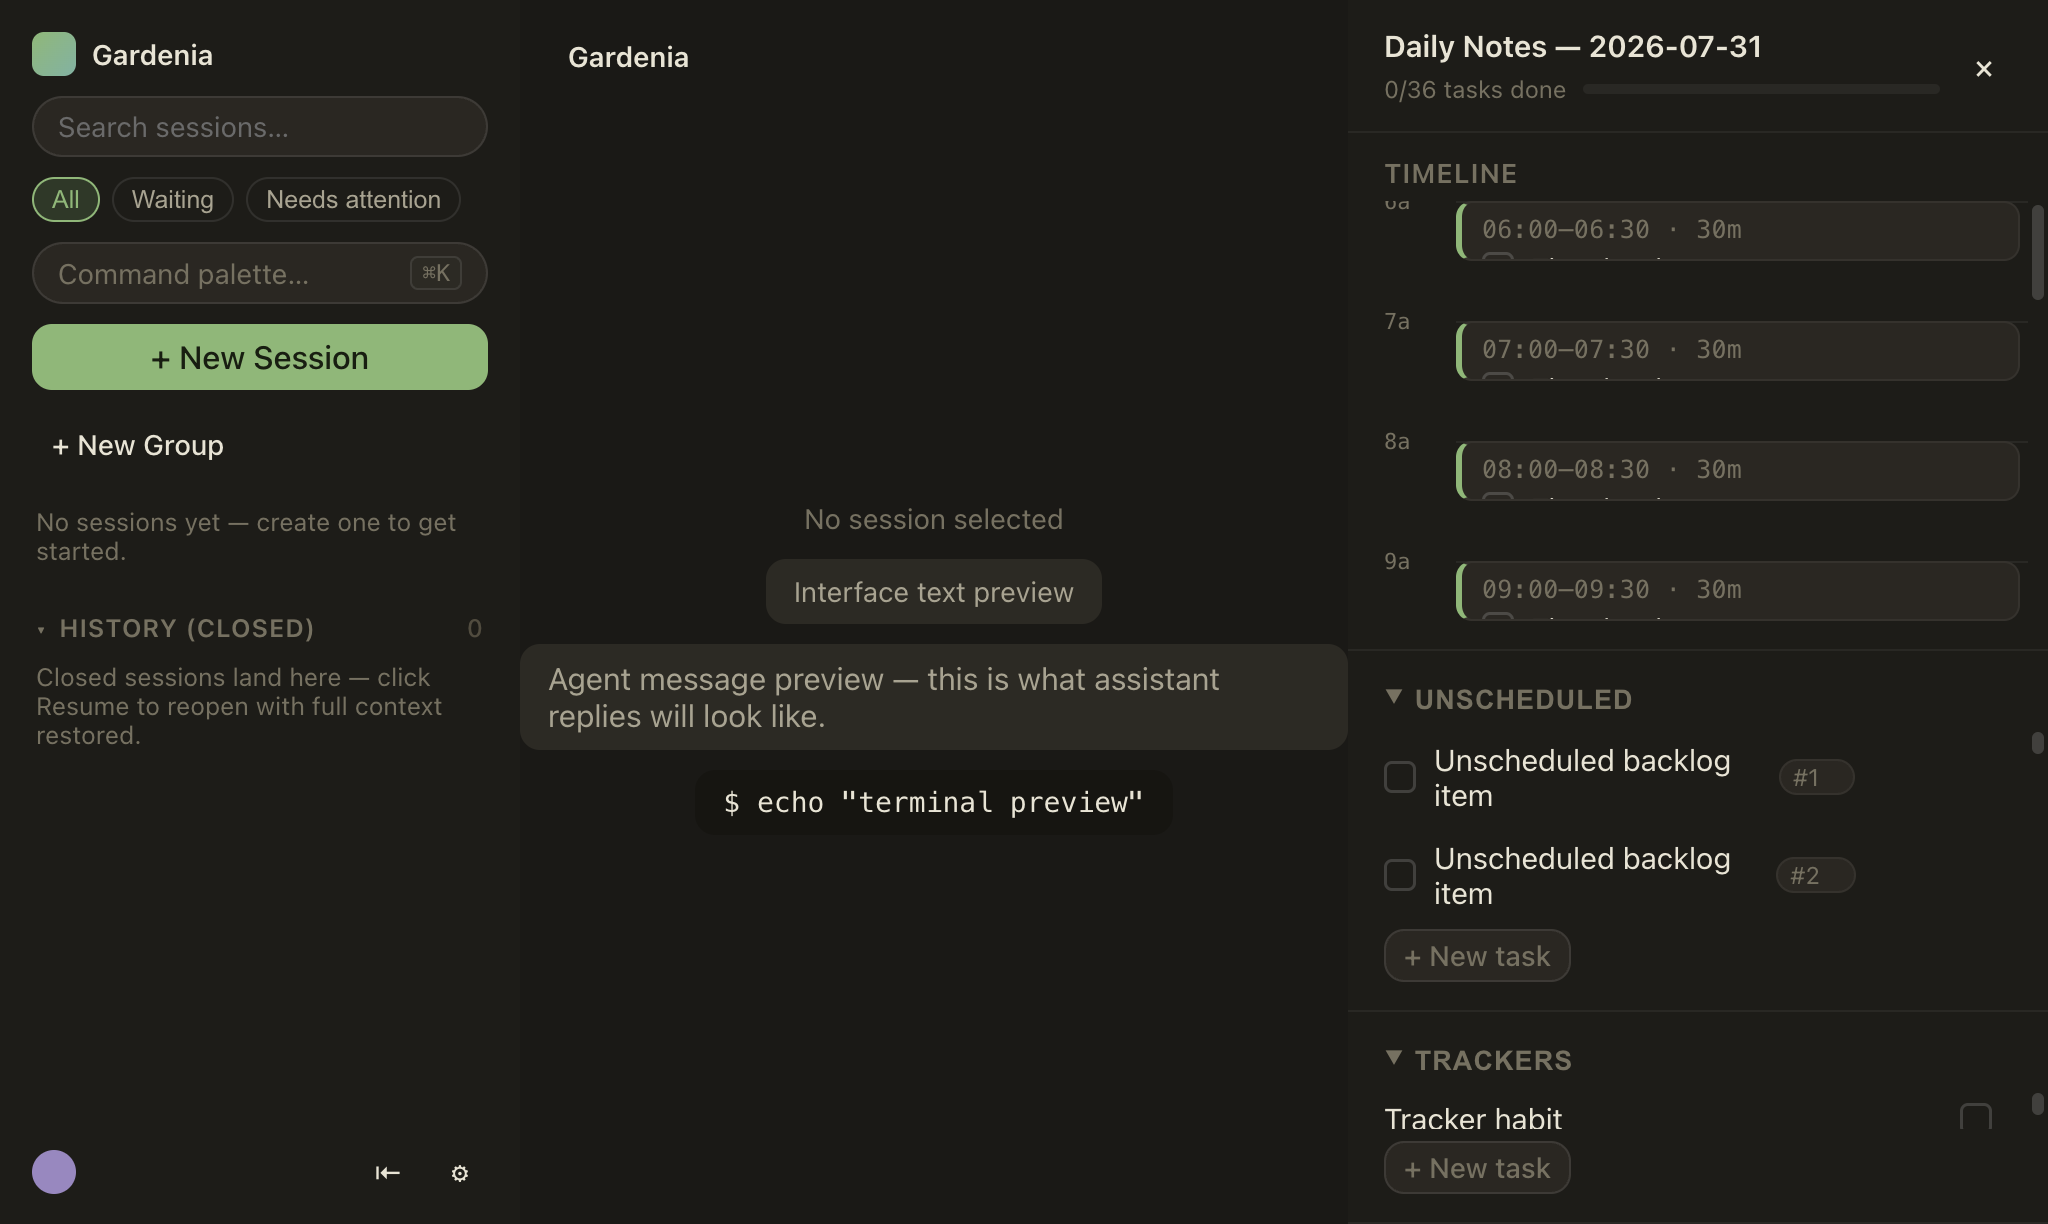 Gardenia
Search sessions...
All
Waiting
Needs attention
Command palette...
⌘K
+ New Session
+ New Group
No sessions yet — create one to get
started.
▾ HISTORY (CLOSED)
0
Closed sessions land here — click
Resume to reopen with full context
restored.
Gardenia
No session selected
Interface text preview
Agent message preview — this is what assistant
replies will look like.
$ echo "terminal preview"
Daily Notes — 2026-07-31
×
0/36 tasks done
TIMELINE
6a
06:00–06:30 · 30m
7a
07:00–07:30 · 30m
8a
08:00–08:30 · 30m
9a
09:00–09:30 · 30m
▼ UNSCHEDULED
Unscheduled backlog
item
#1
Unscheduled backlog
item
#2
+ New task
▼ TRACKERS
Tracker habit
+ New task